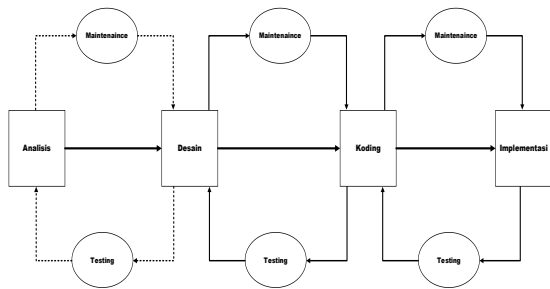 Maintenaince
Maintenaince
Maintenaince
Analisis
Desain
Koding
Implementasi
Testing
Testing
Testing